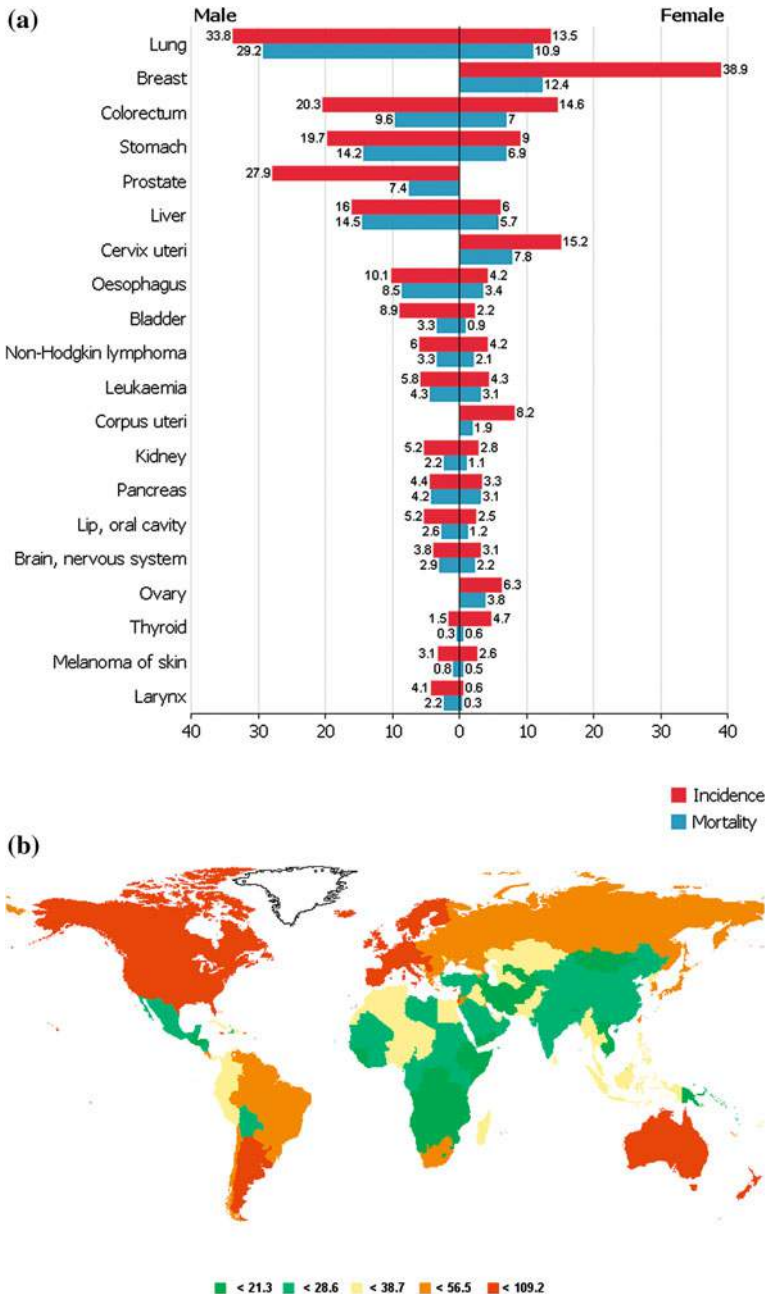 (a)
Male Female
Lung 33.8 13.5
29.2 10.9
Breast 38.9
12.4
Colorectum 20.3 14.6
9.6 7
Stomach 19.7 9
14.2 6.9
Prostate 27.9
7.4
Liver 16 6
14.5 5.7
Cervix uteri 15.2
7.8
Oesophagus 10.1 4.2
8.5 3.4
Bladder 8.9 2.2
3.3 0.9
Non-Hodgkin lymphoma 6 4.2
3.3 2.1
Leukaemia 5.8 4.3
4.3 3.1
Corpus uteri 8.2
1.9
Kidney 5.2 2.8
2.2 1.1
Pancreas 4.4 3.3
4.2 3.1
Lip, oral cavity 5.2 2.5
2.6 1.2
Brain, nervous system 3.8 3.1
2.9 2.2
Ovary 6.3
3.8
Thyroid 1.5 4.7
0.3 0.6
Melanoma of skin 3.1 2.6
0.8 0.5
Larynx 4.1 0.6
2.2 0.3
40 30 20 10 0 10 20 30 40
Incidence
Mortality
(b)
< 21.3 < 28.6 < 38.7 < 56.5 < 109.2